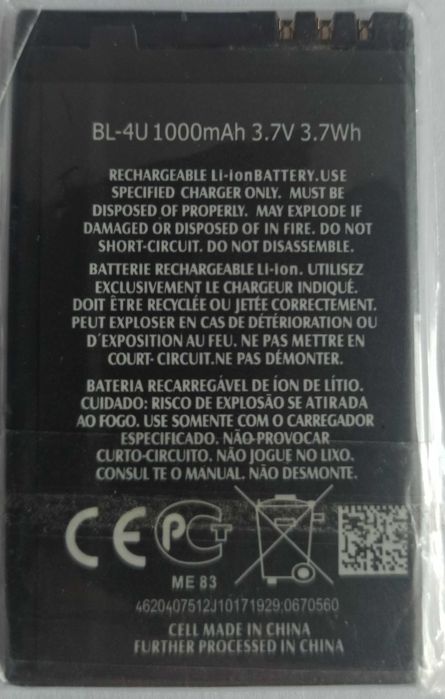 BL-4U 1000mAh 3.7V 3.7Wh
RECHARGEABLE Li-ionBATTERY.USE
SPECIFIED CHARGER ONLY. MUST BE
DISPOSED OF PROPERLY. MAY EXPLODE IF
DAMAGED OR DISPOSED OF IN FIRE. DO NOT
SHORT-CIRCUIT. DO NOT DISASSEMBLE.
BATTERIE RECHARGEABLE Li-ion. UTILISEZ
EXCLUSIVEMENT LE CHARGEUR INDIQUÉ.
DOIT ÊTRE RECYCLÉE OU JETÉE CORRECTEMENT.
PEUT EXPLOSER EN CAS DE DÉTÉRIORATION OU
D'EXPOSITION AU FEU. NE PAS METTRE EN
COURT- CIRCUIT.NE PAS DÉMONTER.
BATERIA RECARREGÁVEL DE ÍON DE LÍTIO.
CUIDADO: RISCO DE EXPLOSÃO SE ATIRADA
AO FOGO. USE SOMENTE COM O CARREGADOR
ESPECIFICADO. NÃO PROVOCAR
CURTO-CIRCUITO. NÃO JOGUE NO LIXO.
CONSUL TE O MANUAL. NÃO DESMONTE.
CE PCT
ME 83
4620407512J10171929;0670560
CELL MADE IN CHINA
FURTHER PROCESSED IN CHINA